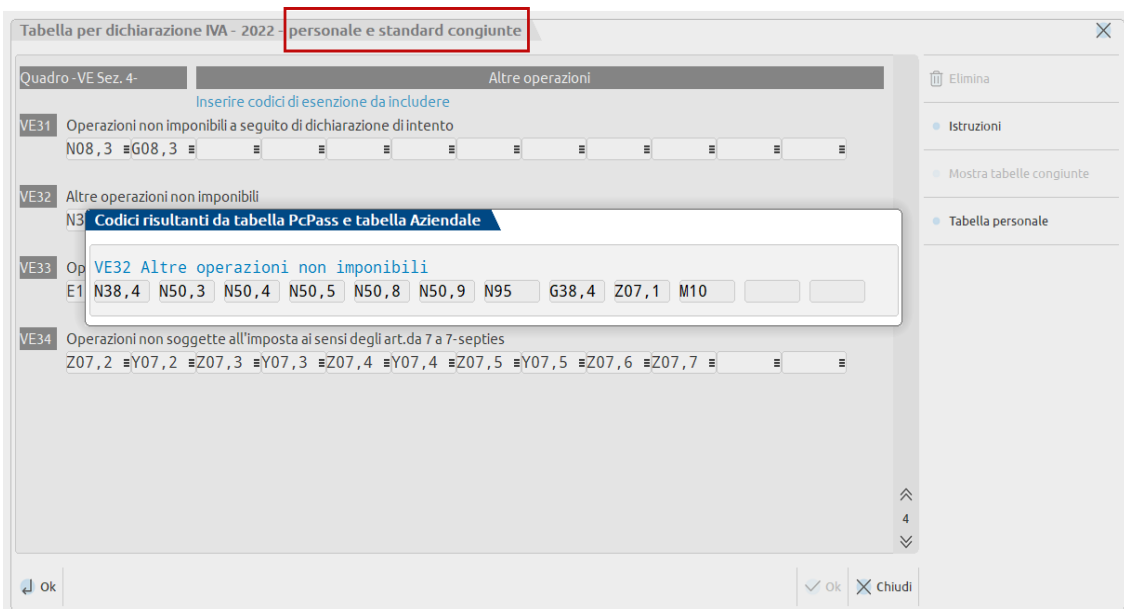 Tabella per dichiarazione IVA - 2022 - personale e standard congiunte
Quadro -VE Sez. 4- Altre operazioni
Elimina
Inserire codici di esenzione da includere
VE31 Operazioni non imponibili a seguito di dichiarazione di intento
Istruzioni
N08,3 G08,3
Mostra tabelle congiunte
VE32 Altre operazioni non imponibili
N3
Codici risultanti da tabella PcPass e tabella Aziendale
Tabella personale
VE33 Op
VE32 Altre operazioni non imponibili
E1
N38,4 N50,3 N50,4 N50,5 N50,8 N50,9 N95 G38,4 Z07,1 M10
VE34 Operazioni non soggette all'imposta ai sensi degli art.da 7 a 7-septies
Z07,2 Y07,2 Z07,3 Y07,3 Z07,4 Y07,4 Z07,5 Y07,5 Z07,6 Z07,7
4
Ok Ok Chiudi